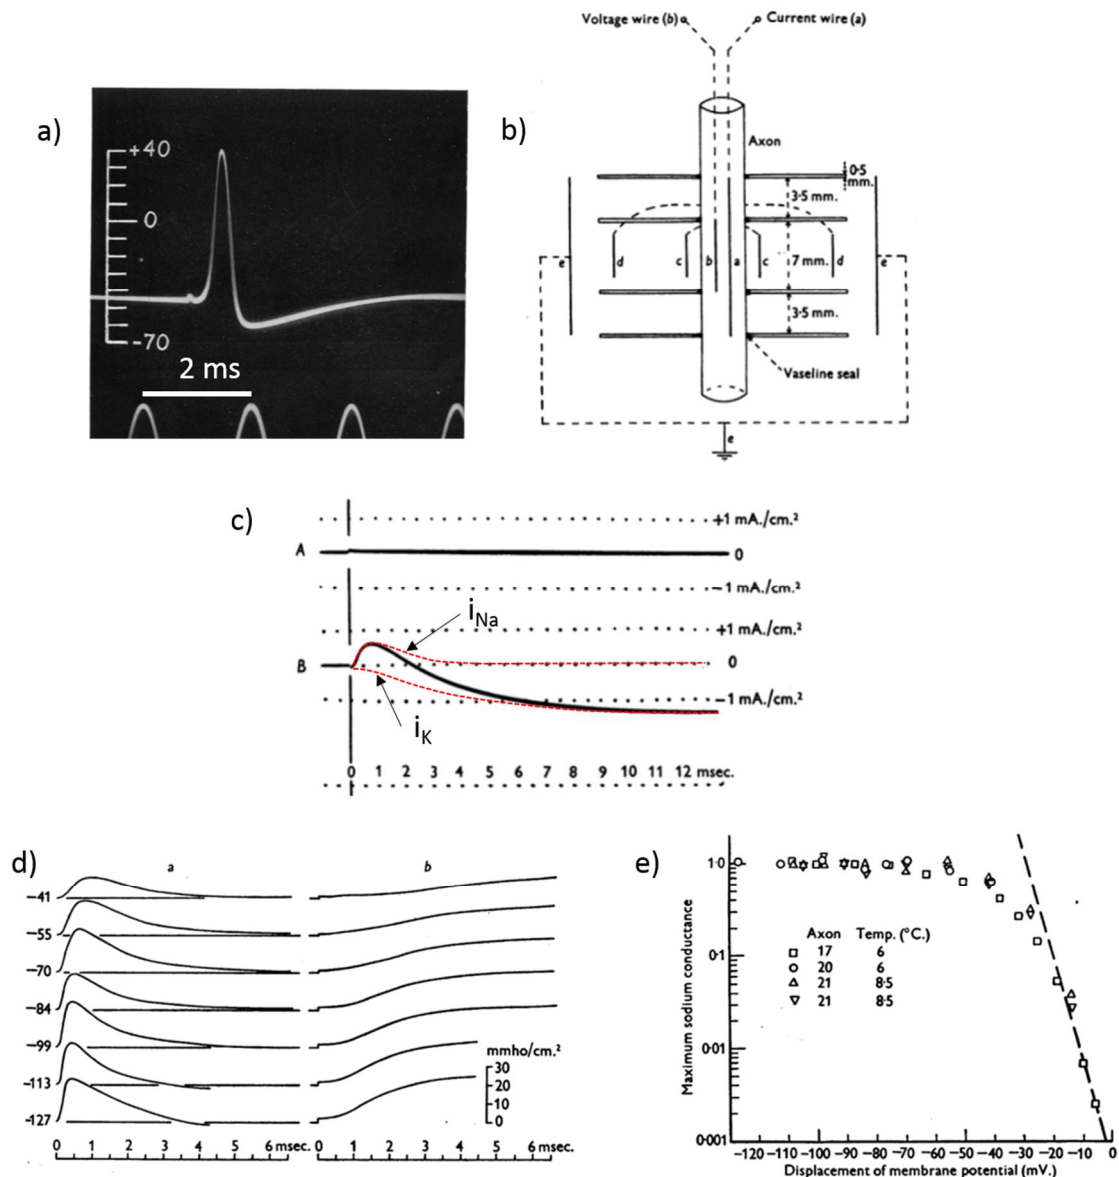 a)
+40
0
-70
2 ms
b)
Voltage wire (b)
Current wire (a)
Axon
0·5
mm.
3·5 mm.
7 mm.
3·5 mm.
e
d
c
b
a
c
d
e
Vaseline seal
e
c)
+1 mA./cm.²
A
0
−1 mA./cm.²
iNa
+1 mA./cm.²
B
0
−1 mA./cm.²
iK
0 1 2 3 4 5 6 7 8 9 10 11 12 msec.
d)
a
b
−41
−55
−70
−84
−99
−113
−127
mmho/cm.²
30
20
10
0
0 1 2 3 4 5 6 msec.
0 1 2 3 4 5 6 msec.
e)
Maximum sodium conductance
1·0
0·1
0·01
0·001
Axon Temp. (°C.)
17 6
20 6
21 8·5
21 8·5
−120 −110 −100 −90 −80 −70 −60 −50 −40 −30 −20 −10 0
Displacement of membrane potential (mV.)